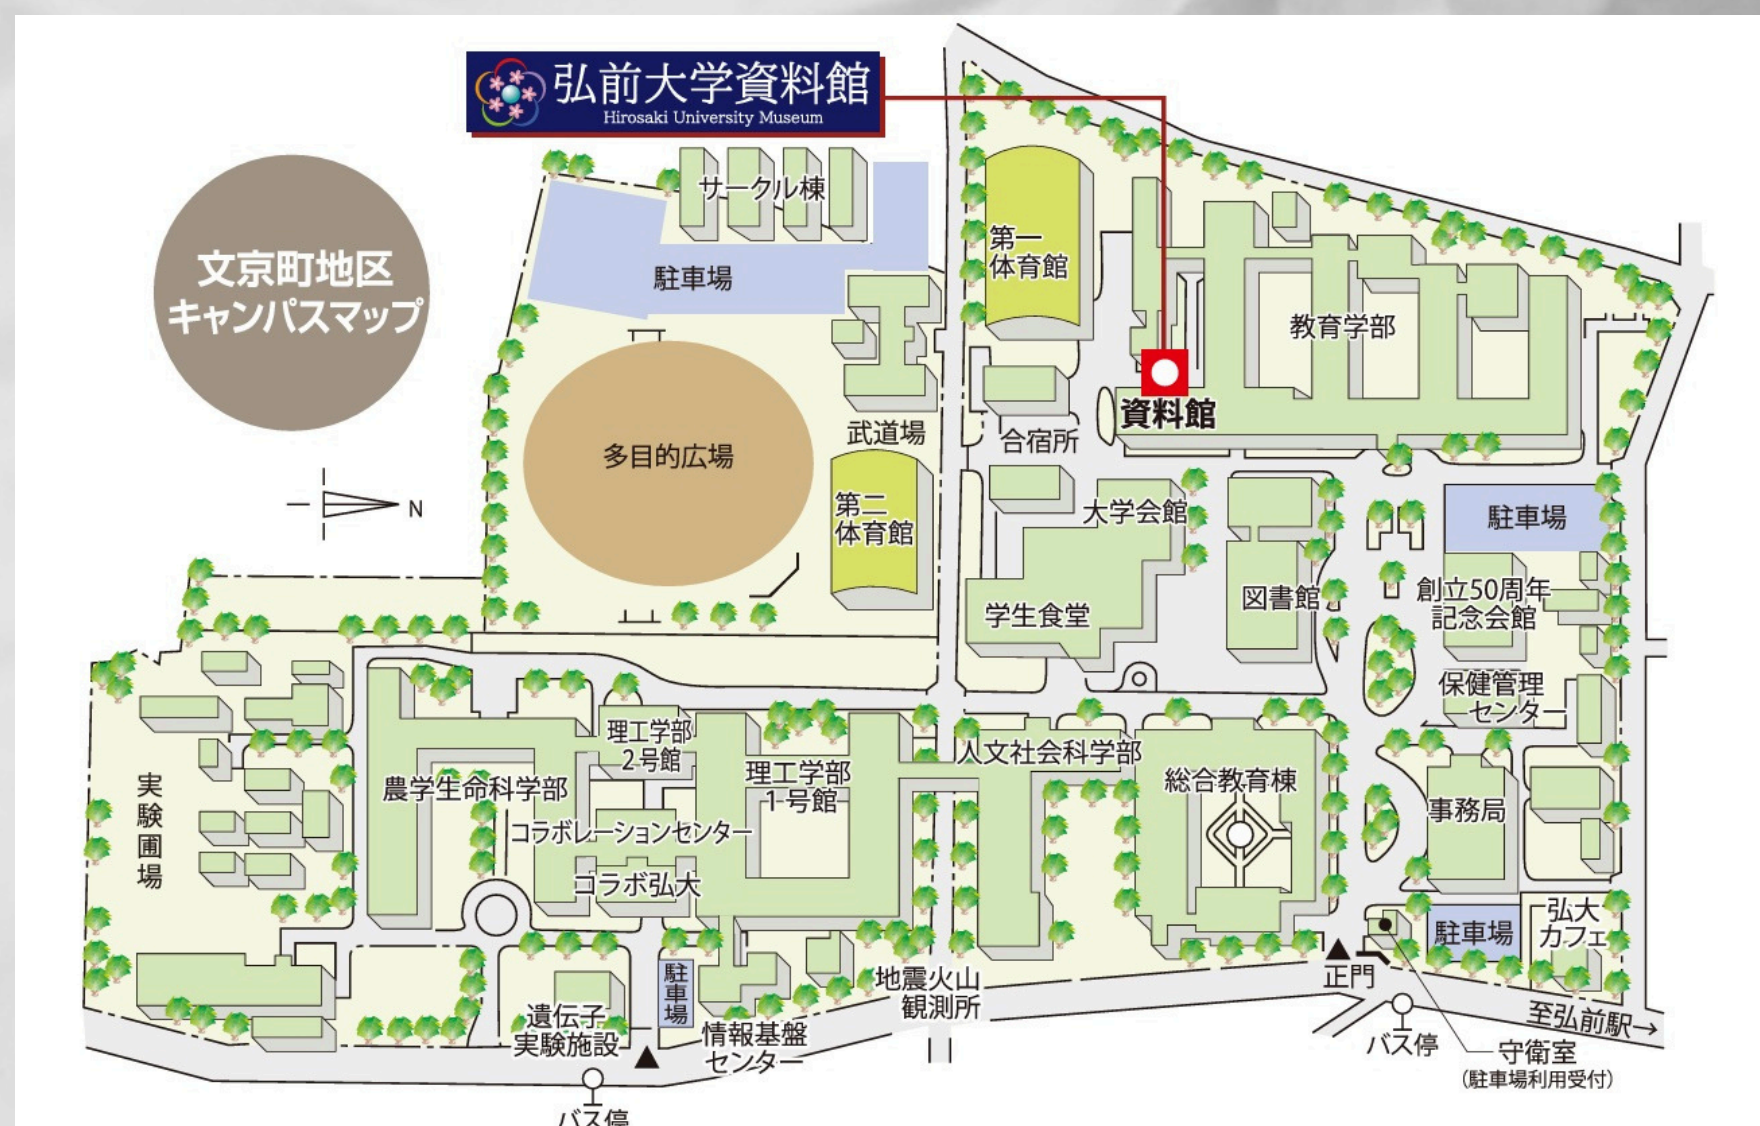 弘前大学資料館
Hirosaki University Museum
文京町地区
キャンパスマップ
サークル棟
駐車場
第一
体育館
教育学部
資料館
武道場
合宿所
多目的広場
N
第二
体育館
大学会館
駐車場
学生食堂
図書館
創立50周年
記念会館
保健管理
センター
理工学部
2号館
農学生命科学部
理工学部
1号館
人文社会科学部
総合教育棟
事務局
実験圃場
コラボレーションセンター
コラボ弘大
駐車場
弘大
カフェ
正門
地震火山
観測所
駐車場
遺伝子
実験施設
情報基盤
センター
至弘前駅→
バス停
守衛室
(駐車場利用受付)
バス停